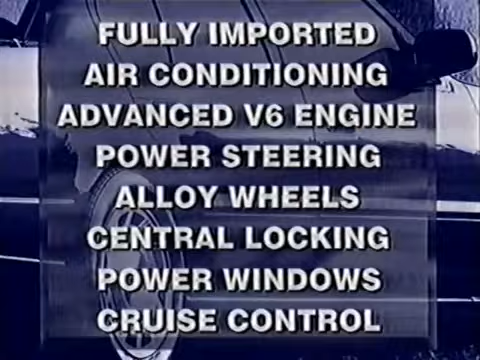 FULLY IMPORTED
AIR CONDITIONING
ADVANCED V6 ENGINE
POWER STEERING
ALLOY WHEELS
CENTRAL LOCKING
POWER WINDOWS
CRUISE CONTROL